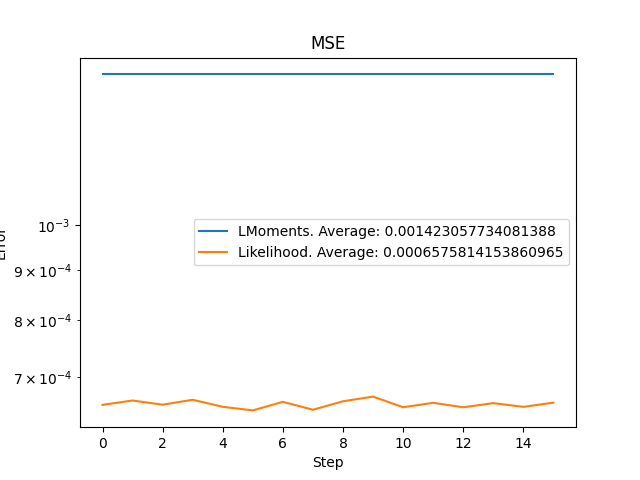 MSE
Error
10⁻³
9 × 10⁻⁴
8 × 10⁻⁴
7 × 10⁻⁴
LMoments. Average: 0.001423057734081388
Likelihood. Average: 0.0006575814153860965
0 2 4 6 8 10 12 14
Step